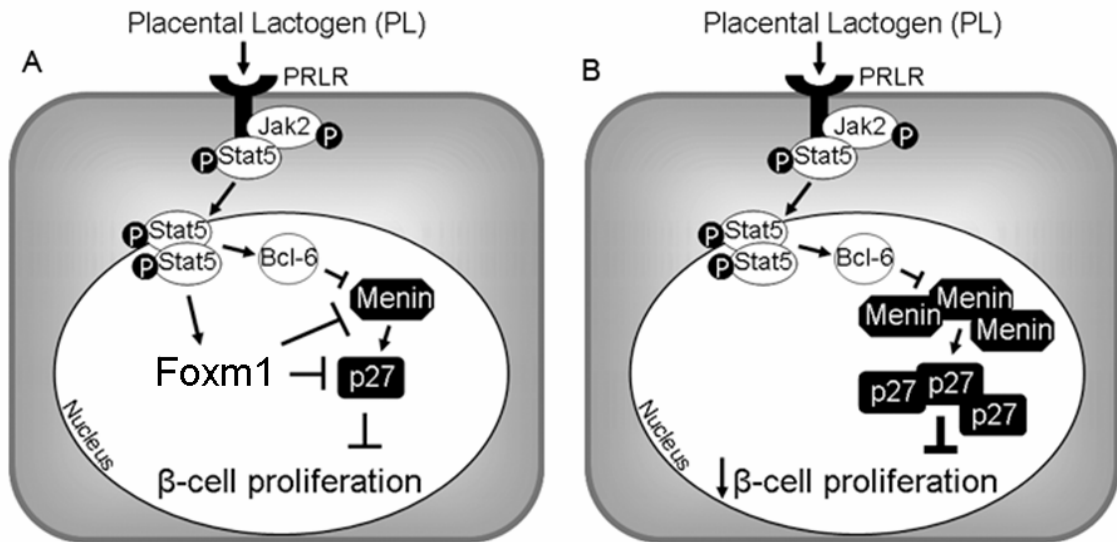 Placental Lactogen (PL)
A
PRLR
Jak2
P
P
Stat5
Stat5
P
Stat5
P
Bcl-6
Menin
Foxm1
p27
Nucleus
β-cell proliferation
Placental Lactogen (PL)
B
PRLR
Jak2
P
P
Stat5
Stat5
P
Stat5
P
Bcl-6
Menin
Menin
Menin
p27
p27
p27
Nucleus
β-cell proliferation